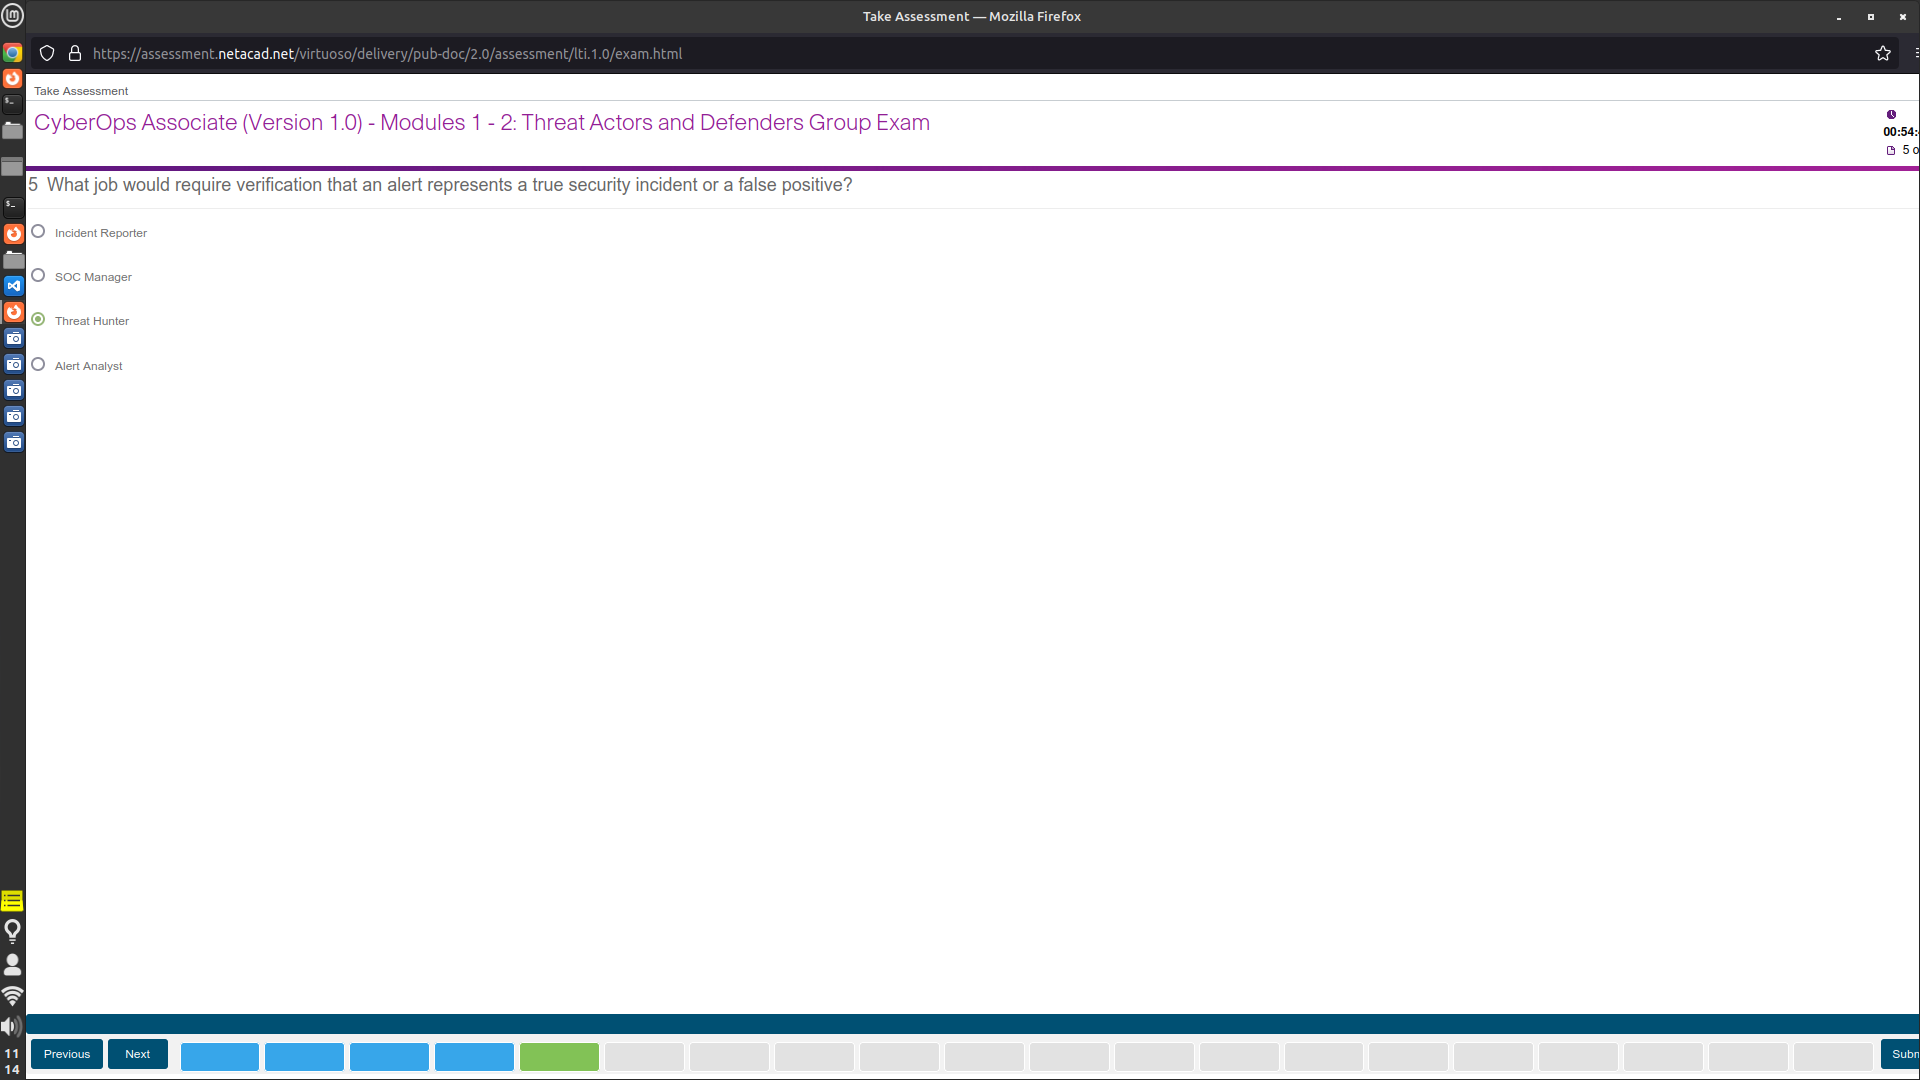 Take Assessment — Mozilla Firefox
https://assessment.netacad.net/virtuoso/delivery/pub-doc/2.0/assessment/lti.1.0/exam.html
Take Assessment
CyberOps Associate (Version 1.0) - Modules 1 - 2: Threat Actors and Defenders Group Exam
00:54:
5 o
5 What job would require verification that an alert represents a true security incident or a false positive?
Incident Reporter
SOC Manager
Threat Hunter
Alert Analyst
Previous
Next
Subm
11
14